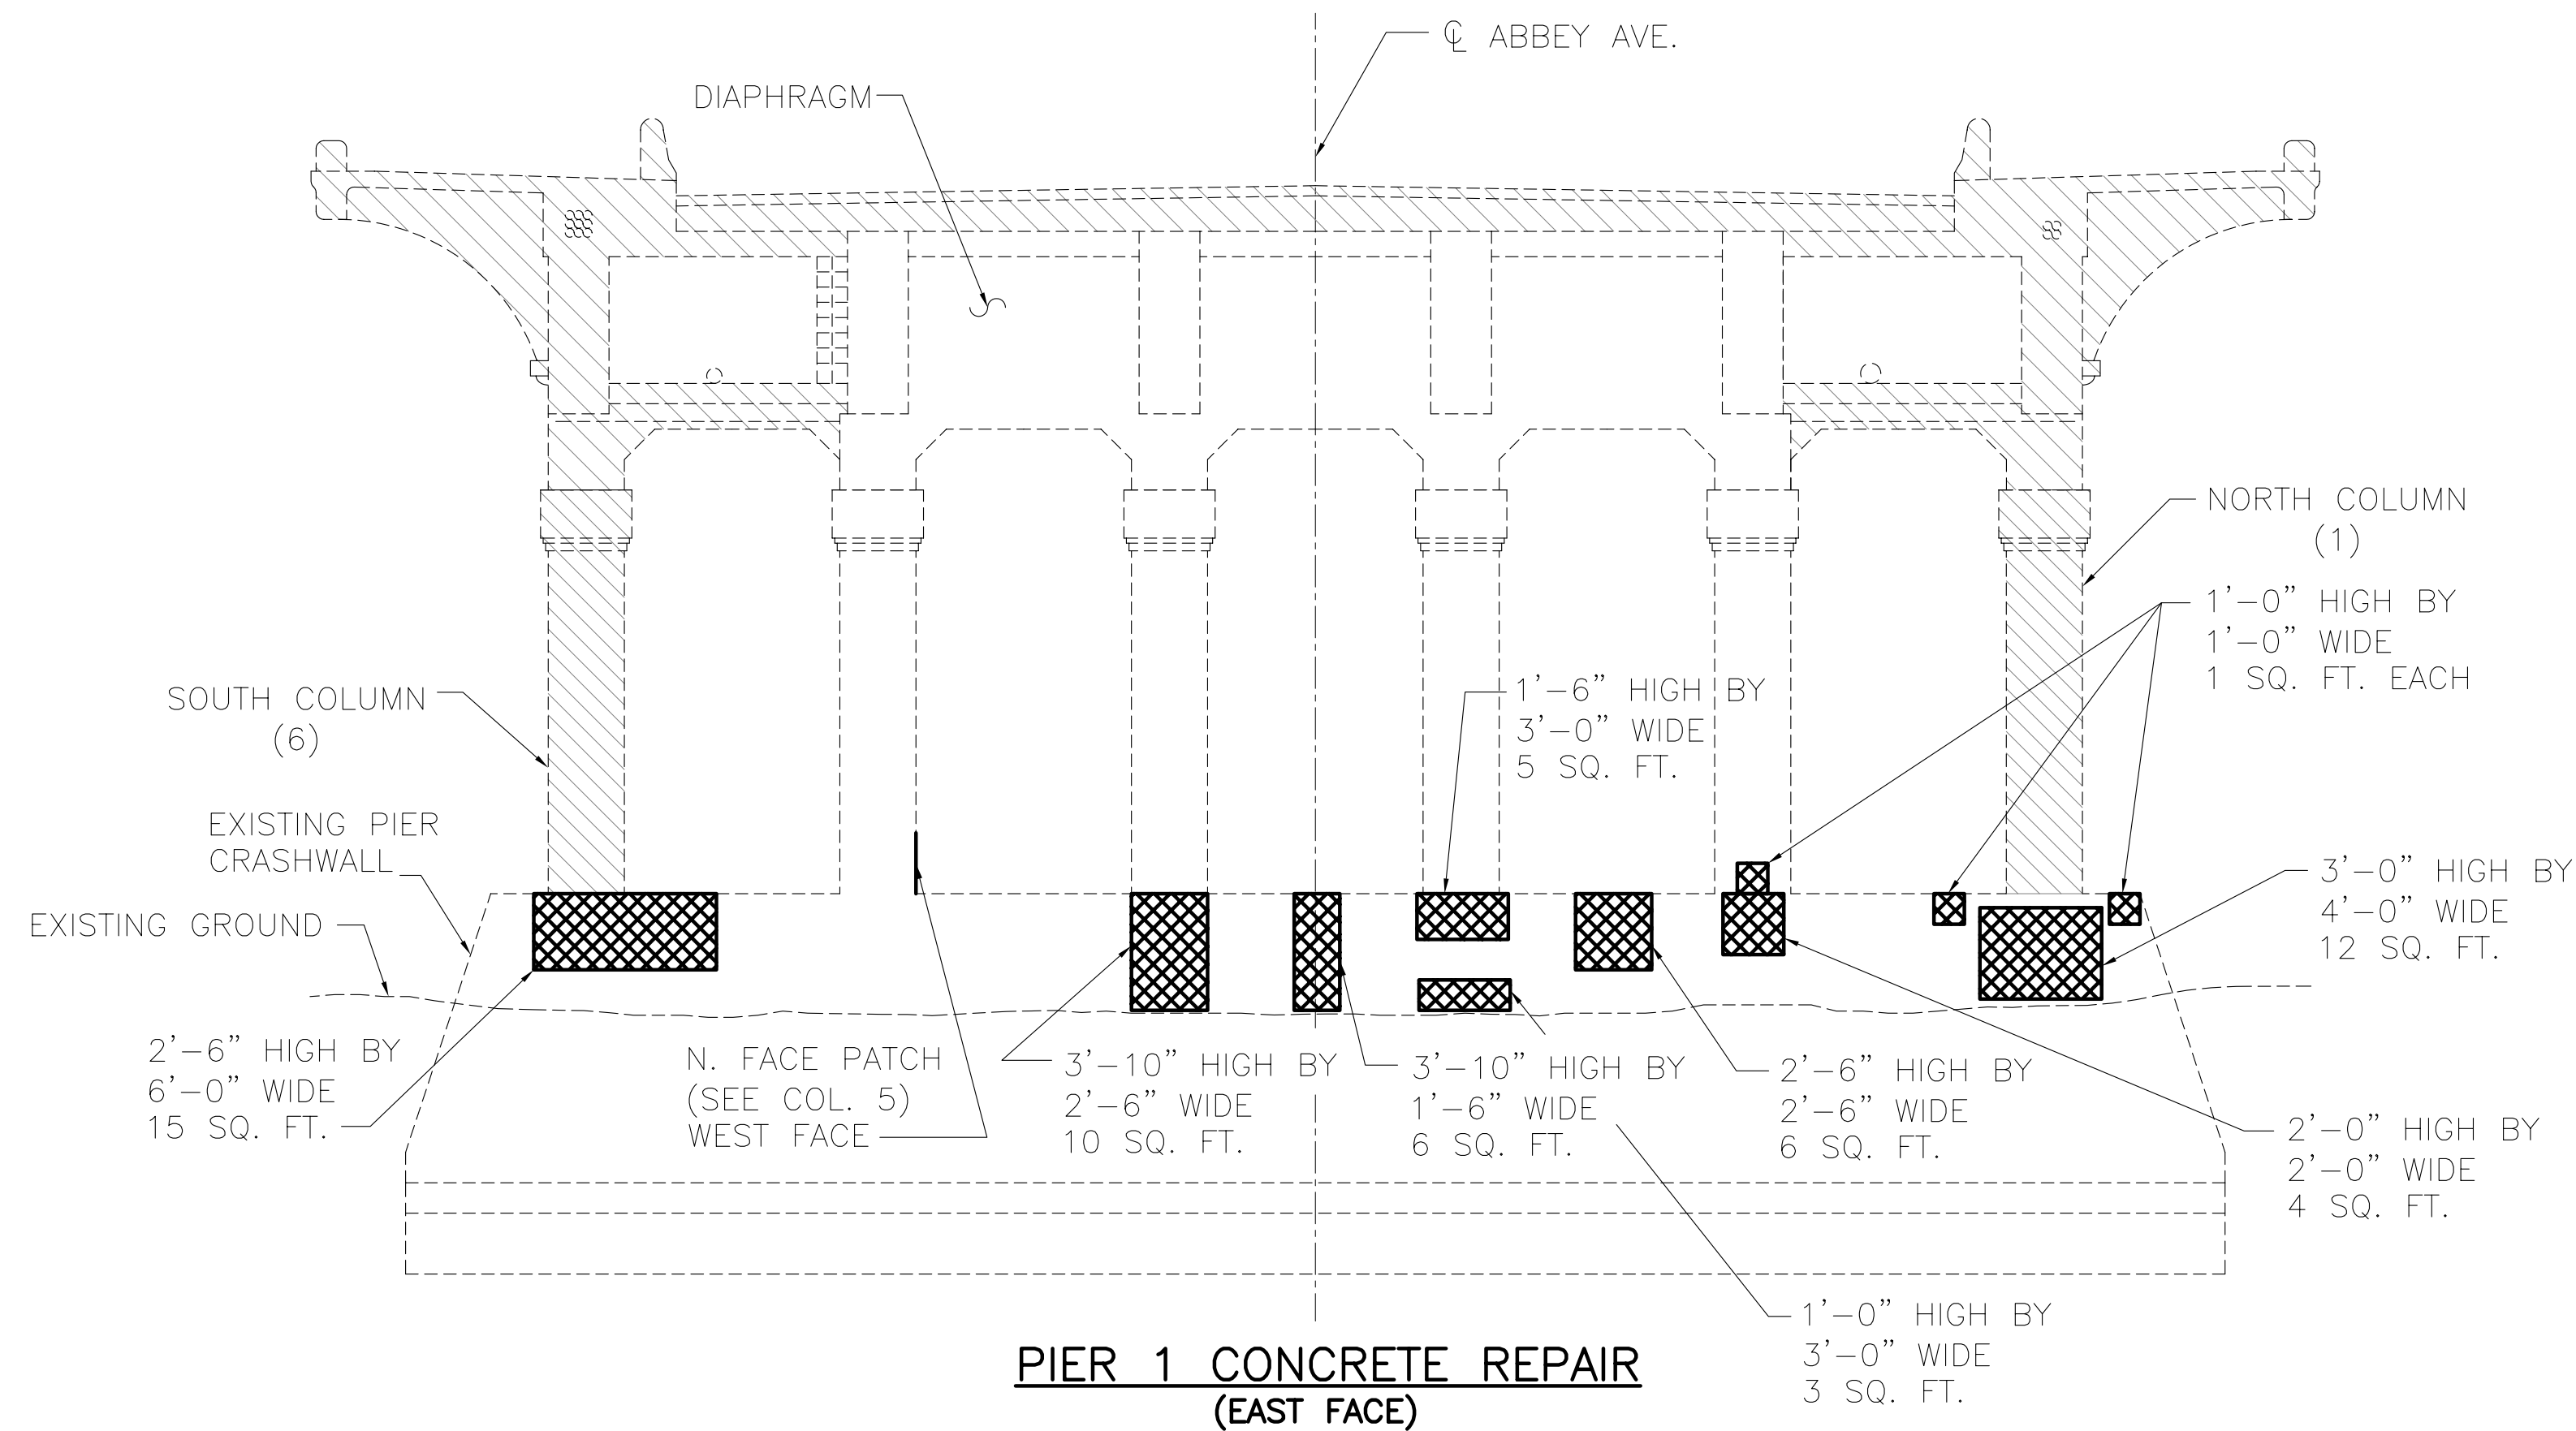 ℄ ABBEY AVE.
DIAPHRAGM
NORTH COLUMN
(1)
1'-0" HIGH BY
1'-0" WIDE
1 SQ. FT. EACH
1'-6" HIGH BY
3'-0" WIDE
5 SQ. FT.
SOUTH COLUMN
(6)
EXISTING PIER
CRASHWALL
EXISTING GROUND
3'-0" HIGH BY
4'-0" WIDE
12 SQ. FT.
2'-6" HIGH BY
6'-0" WIDE
15 SQ. FT.
N. FACE PATCH
(SEE COL. 5)
WEST FACE
3'-10" HIGH BY
2'-6" WIDE
10 SQ. FT.
3'-10" HIGH BY
1'-6" WIDE
6 SQ. FT.
2'-6" HIGH BY
2'-6" WIDE
6 SQ. FT.
2'-0" HIGH BY
2'-0" WIDE
4 SQ. FT.
1'-0" HIGH BY
3'-0" WIDE
3 SQ. FT.
PIER 1 CONCRETE REPAIR
(EAST FACE)